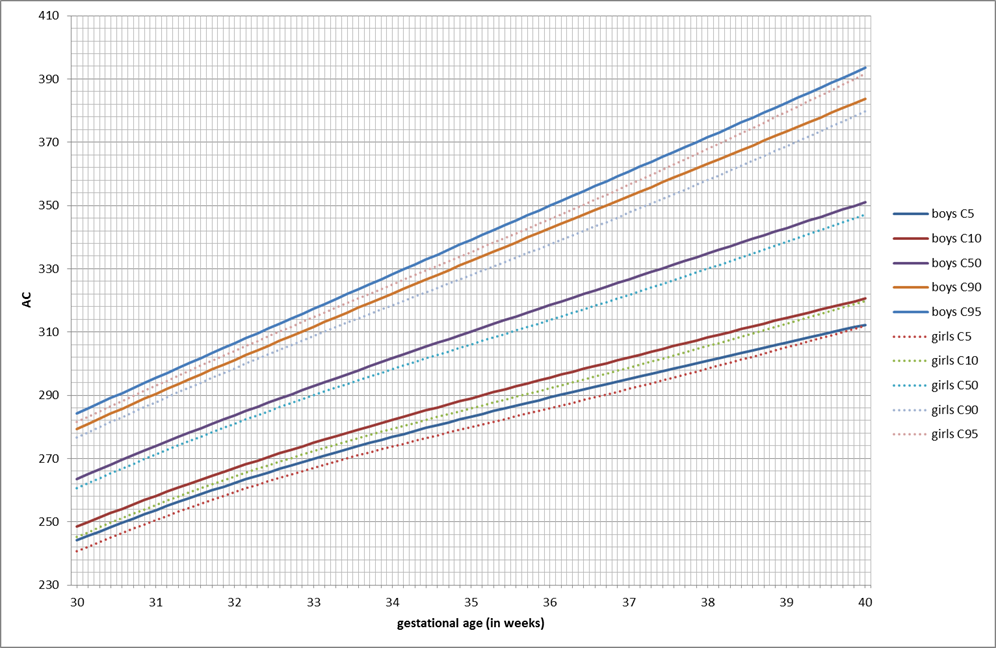 410
390
370
350
330
310
290
270
250
230
AC
30 31 32 33 34 35 36 37 38 39 40
gestational age (in weeks)
boys C5
boys C10
boys C50
boys C90
boys C95
girls C5
girls C10
girls C50
girls C90
girls C95